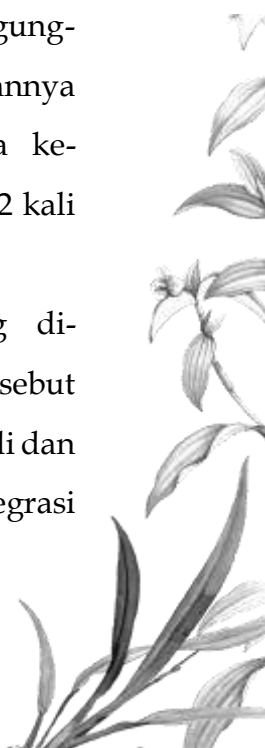 gung-
annya
a ke-
2 kali
g di-
sebut
li dan
egrasi